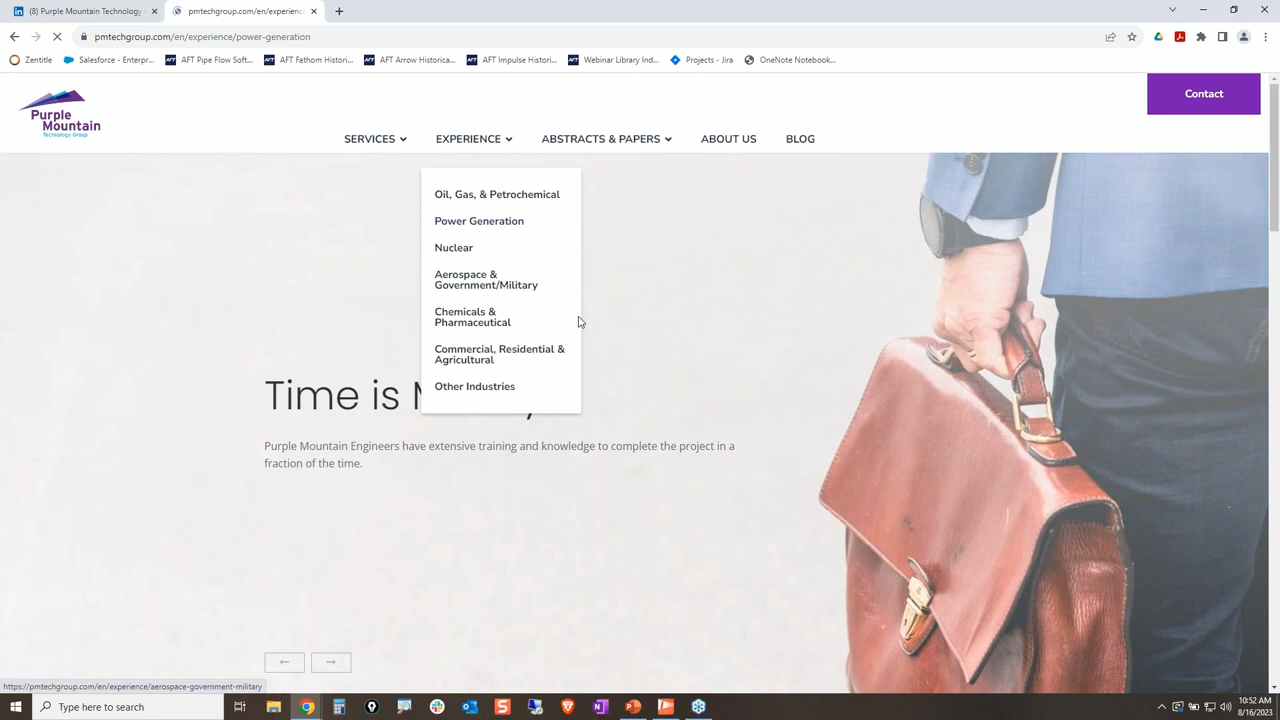 (8) Purple Mountain Technology
pmtechgroup.com/en/experience
pmtechgroup.com/en/experience/power-generation
Zentitle
Salesforce - Enterpr...
AFT Pipe Flow Soft...
AFT Fathom Histori...
AFT Arrow Historica...
AFT Impulse Histori...
Webinar Library Ind...
Projects - Jira
OneNote Notebook...
Contact
Purple
Mountain
Technology Group
SERVICES
EXPERIENCE
ABSTRACTS & PAPERS
ABOUT US
BLOG
Oil, Gas, & Petrochemical
Power Generation
Nuclear
Aerospace &
Government/Military
Chemicals &
Pharmaceutical
Commercial, Residential &
Agricultural
Other Industries
Time is
Purple Mountain Engineers have extensive training and knowledge to complete the project in a
fraction of the time.
https://pmtechgroup.com/en/experience/aerospace-government-military
Type here to search
10:52 AM
8/16/2023